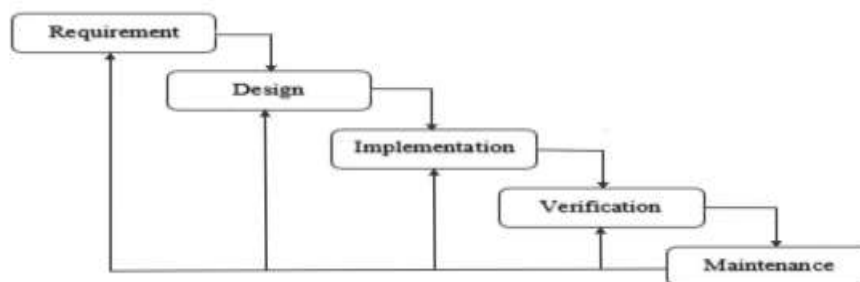 Requirement
Design
Implementation
Verification
Maintenance